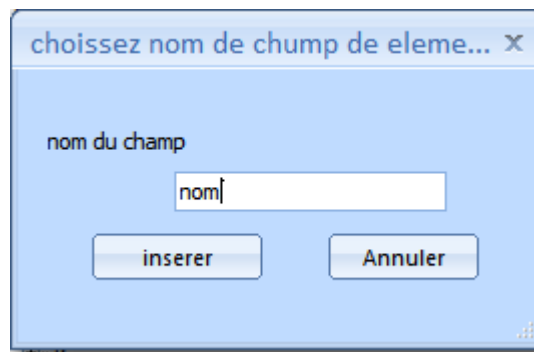 choissez nom de chump de eleme... x
nom du champ
nom
inserer Annuler